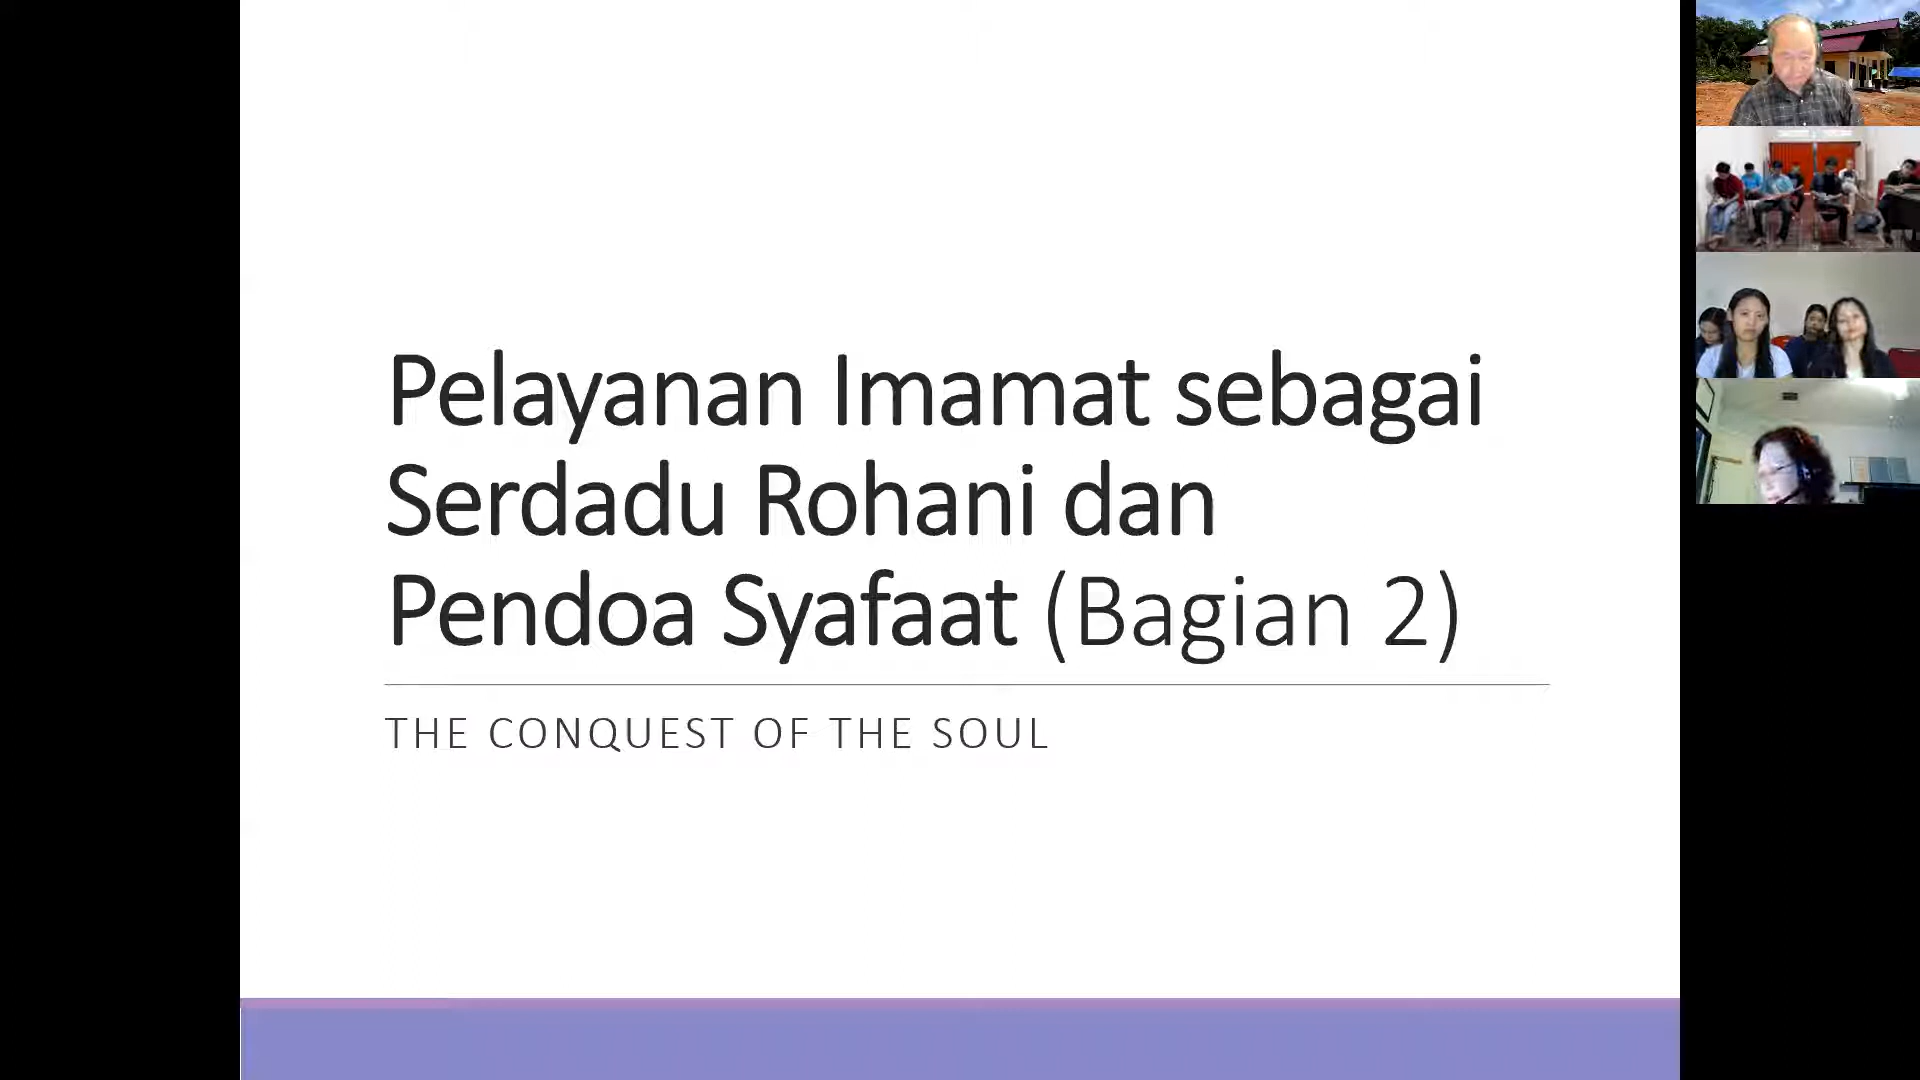 Pelayanan Imamat sebagai
Serdadu Rohani dan
Pendoa Syafaat (Bagian 2)
THE CONQUEST OF THE SOUL